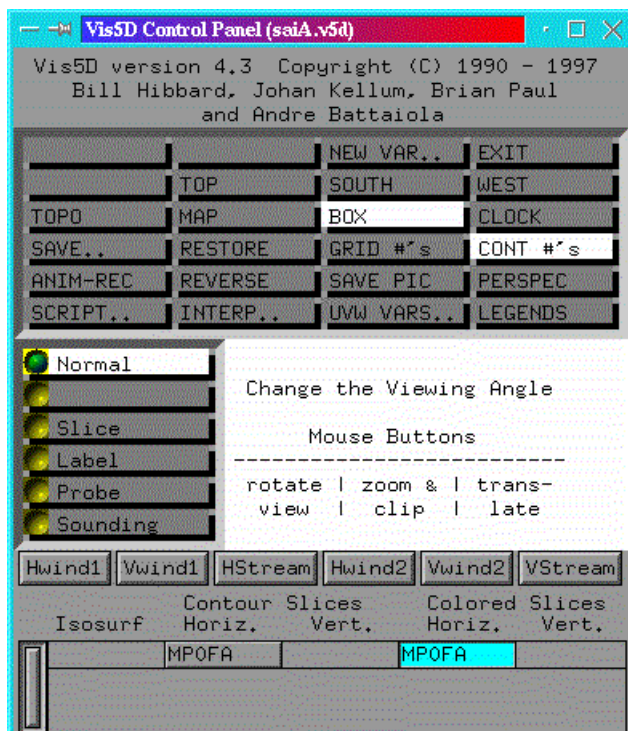 Vis5D Control Panel (saiA.v5d)
Vis5D version 4.3 Copyright (C) 1990 - 1997
Bill Hibbard, Johan Kellum, Brian Paul
and Andre Battaiola
NEW VAR.. EXIT
TOP SOUTH WEST
TOPO MAP BOX CLOCK
SAVE.. RESTORE GRID #´s CONT #´s
ANIM-REC REVERSE SAVE PIC PERSPEC
SCRIPT.. INTERP.. UVW VARS.. LEGENDS
Normal
Slice
Label
Probe
Sounding
Change the Viewing Angle
Mouse Buttons
----------------------------
rotate | zoom & | trans-
view | clip | late
Hwind1 Vwind1 HStream Hwind2 Vwind2 VStream
Contour Slices Colored Slices
Isosurf Horiz. Vert. Horiz. Vert.
MPOFA MPOFA